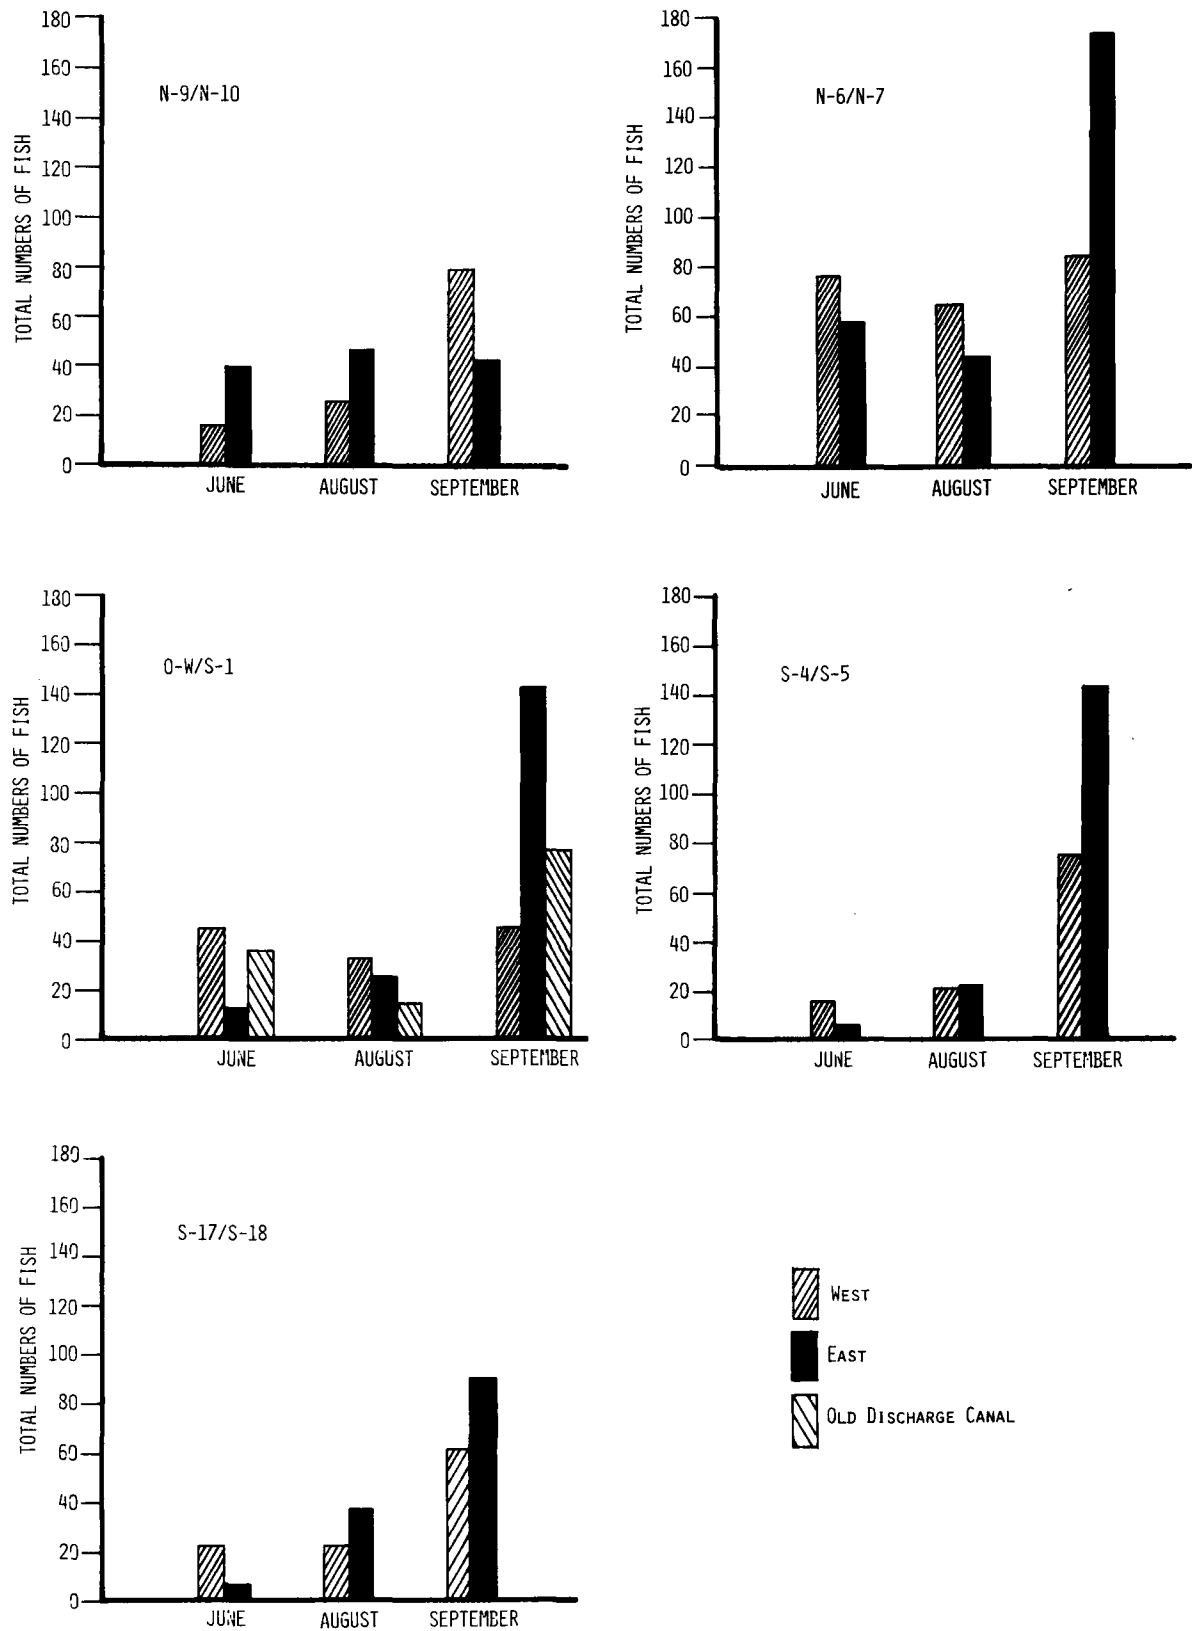 180
160
140
120
100
80
60
40
20
0
TOTAL NUMBERS OF FISH
N-9/N-10
JUNE AUGUST SEPTEMBER
180
160
140
120
100
80
60
40
20
0
TOTAL NUMBERS OF FISH
N-6/N-7
JUNE AUGUST SEPTEMBER
180
160
140
120
100
80
60
40
20
0
TOTAL NUMBERS OF FISH
O-W/S-1
JUNE AUGUST SEPTEMBER
180
160
140
120
100
80
60
40
20
0
TOTAL NUMBERS OF FISH
S-4/S-5
JUNE AUGUST SEPTEMBER
180
160
140
120
100
80
60
40
20
0
TOTAL NUMBERS OF FISH
S-17/S-18
JUNE AUGUST SEPTEMBER
WEST
EAST
OLD DISCHARGE CANAL